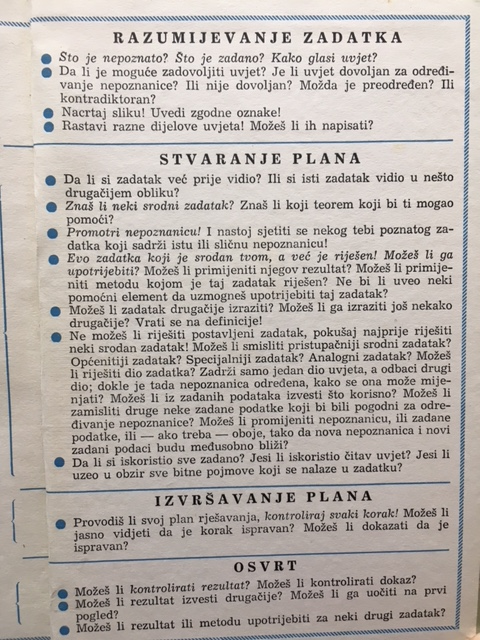 RAZUMIJEVANJE ZADATKA
Što je nepoznato? Što je zadano? Kako glasi uvjet?
Da li je moguće zadovoljiti uvjet? Je li uvjet dovoljan za određi-
vanje nepoznanice? Ili nije dovoljan? Možda je preodređen? Ili
kontradiktoran?
Nacrtaj sliku! Uvedi zgodne oznake!
Rastavi razne dijelove uvjeta! Možeš li ih napisati?
STVARANJE PLANA
Da li si zadatak već prije vidio? Ili si isti zadatak vidio u nešto
drugačijem obliku?
Znaš li neki srodni zadatak? Znaš li koji teorem koji bi ti mogao
pomoći?
Promotri nepoznanicu! I nastoj sjetiti se nekog tebi poznatog za-
datka koji sadrži istu ili sličnu nepoznanicu!
Evo zadatka koji je srodan tvom, a već je riješen! Možeš li ga
upotrijebiti? Možeš li primijeniti njegov rezultat? Možeš li primije-
niti metodu kojom je taj zadatak riješen? Ne bi li uveo neki
pomoćni element da uzmogneš upotrijebiti taj zadatak?
Možeš li zadatak drugačije izraziti? Možeš li ga izraziti još nekako
drugačije? Vrati se na definicije!
Ne možeš li riješiti postavljeni zadatak, pokušaj najprije riješiti
neki srodan zadatak! Možeš li smisliti pristupačniji srodni zadatak?
Općenitiji zadatak? Specijalniji zadatak? Analogni zadatak? Možeš
li riješiti dio zadatka? Zadrži samo jedan dio uvjeta, a odbaci drugi
dio; dokle je tada nepoznanica određena, kako se ona može mije-
njati? Možeš li iz zadanih podataka izvesti što korisno? Možeš li
zamisliti druge neke zadane podatke koji bi bili pogodni za odre-
đivanje nepoznanice? Možeš li promijeniti nepoznanicu, ili zadane
podatke, ili — ako treba — oboje, tako da nova nepoznanica i novi
zadani podaci budu međusobno bliži?
Da li si iskoristio sve zadano? Jesi li iskoristio čitav uvjet? Jesi li
uzeo u obzir sve bitne pojmove koji se nalaze u zadatku?
IZVRŠAVANJE PLANA
Provodiš li svoj plan rješavanja, kontroliraj svaki korak! Možeš li
jasno vidjeti da je korak ispravan? Možeš li dokazati da je
ispravan?
OSVRT
Možeš li kontrolirati rezultat? Možeš li kontrolirati dokaz?
Možeš li rezultat izvesti drugačije? Možeš li ga uočiti na prvi
pogled?
Možeš li rezultat ili metodu upotrijebiti za neki drugi zadatak?